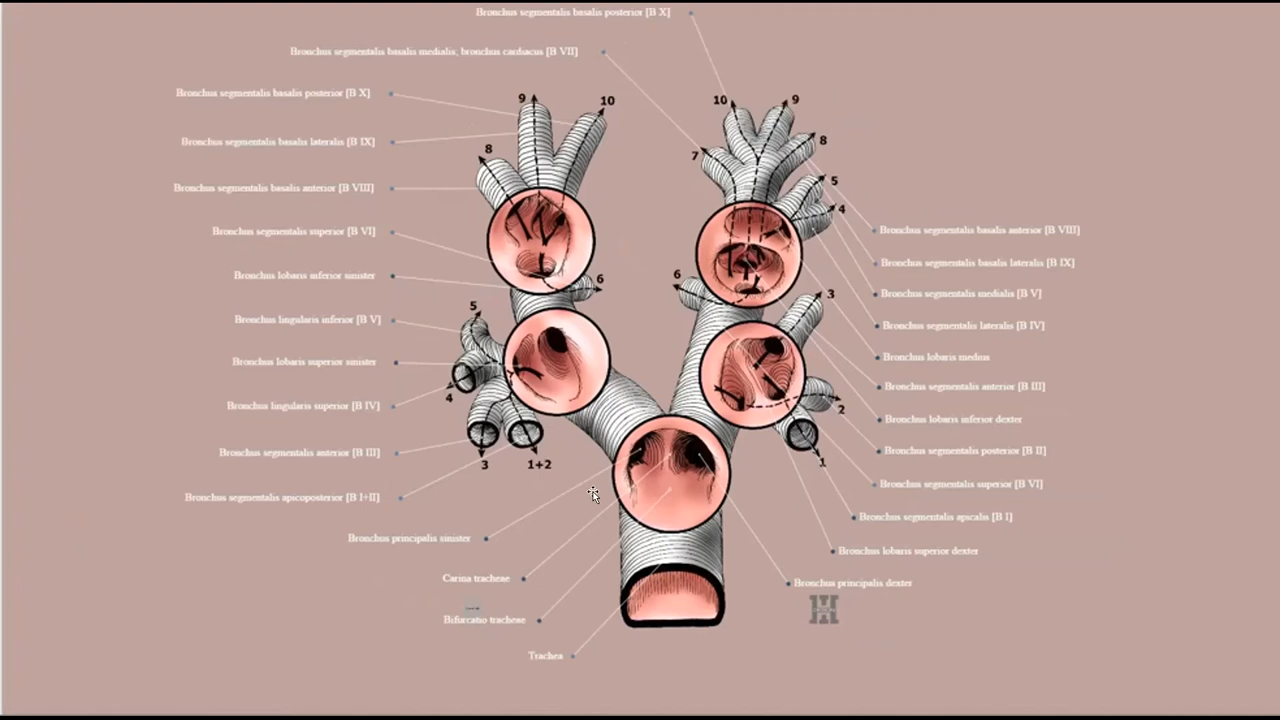 Bronchus segmentalis basalis posterior [B X]
Bronchus segmentalis basalis medialis; bronchus cardiacus [B VII]
Bronchus segmentalis basalis posterior [B X]
Bronchus segmentalis basalis lateralis [B IX]
Bronchus segmentalis basalis anterior [B VIII]
Bronchus segmentalis superior [B VI]
Bronchus lobaris inferior sinister
Bronchus lingularis inferior [B V]
Bronchus lobaris superior sinister
Bronchus lingularis superior [B IV]
Bronchus segmentalis anterior [B III]
Bronchus segmentalis apicoposterior [B I+II]
Bronchus principalis sinister
Carina tracheae
Bifurcatio tracheae
Trachea
9
10
8
6
5
4
3
1+2
10
9
8
7
5
4
6
3
2
1
Bronchus segmentalis basalis anterior [B VIII]
Bronchus segmentalis basalis lateralis [B IX]
Bronchus segmentalis medialis [B V]
Bronchus segmentalis lateralis [B IV]
Bronchus lobaris medius
Bronchus segmentalis anterior [B III]
Bronchus lobaris inferior dexter
Bronchus segmentalis posterior [B II]
Bronchus segmentalis superior [B VI]
Bronchus segmentalis apicalis [B I]
Bronchus lobaris superior dexter
Bronchus principalis dexter